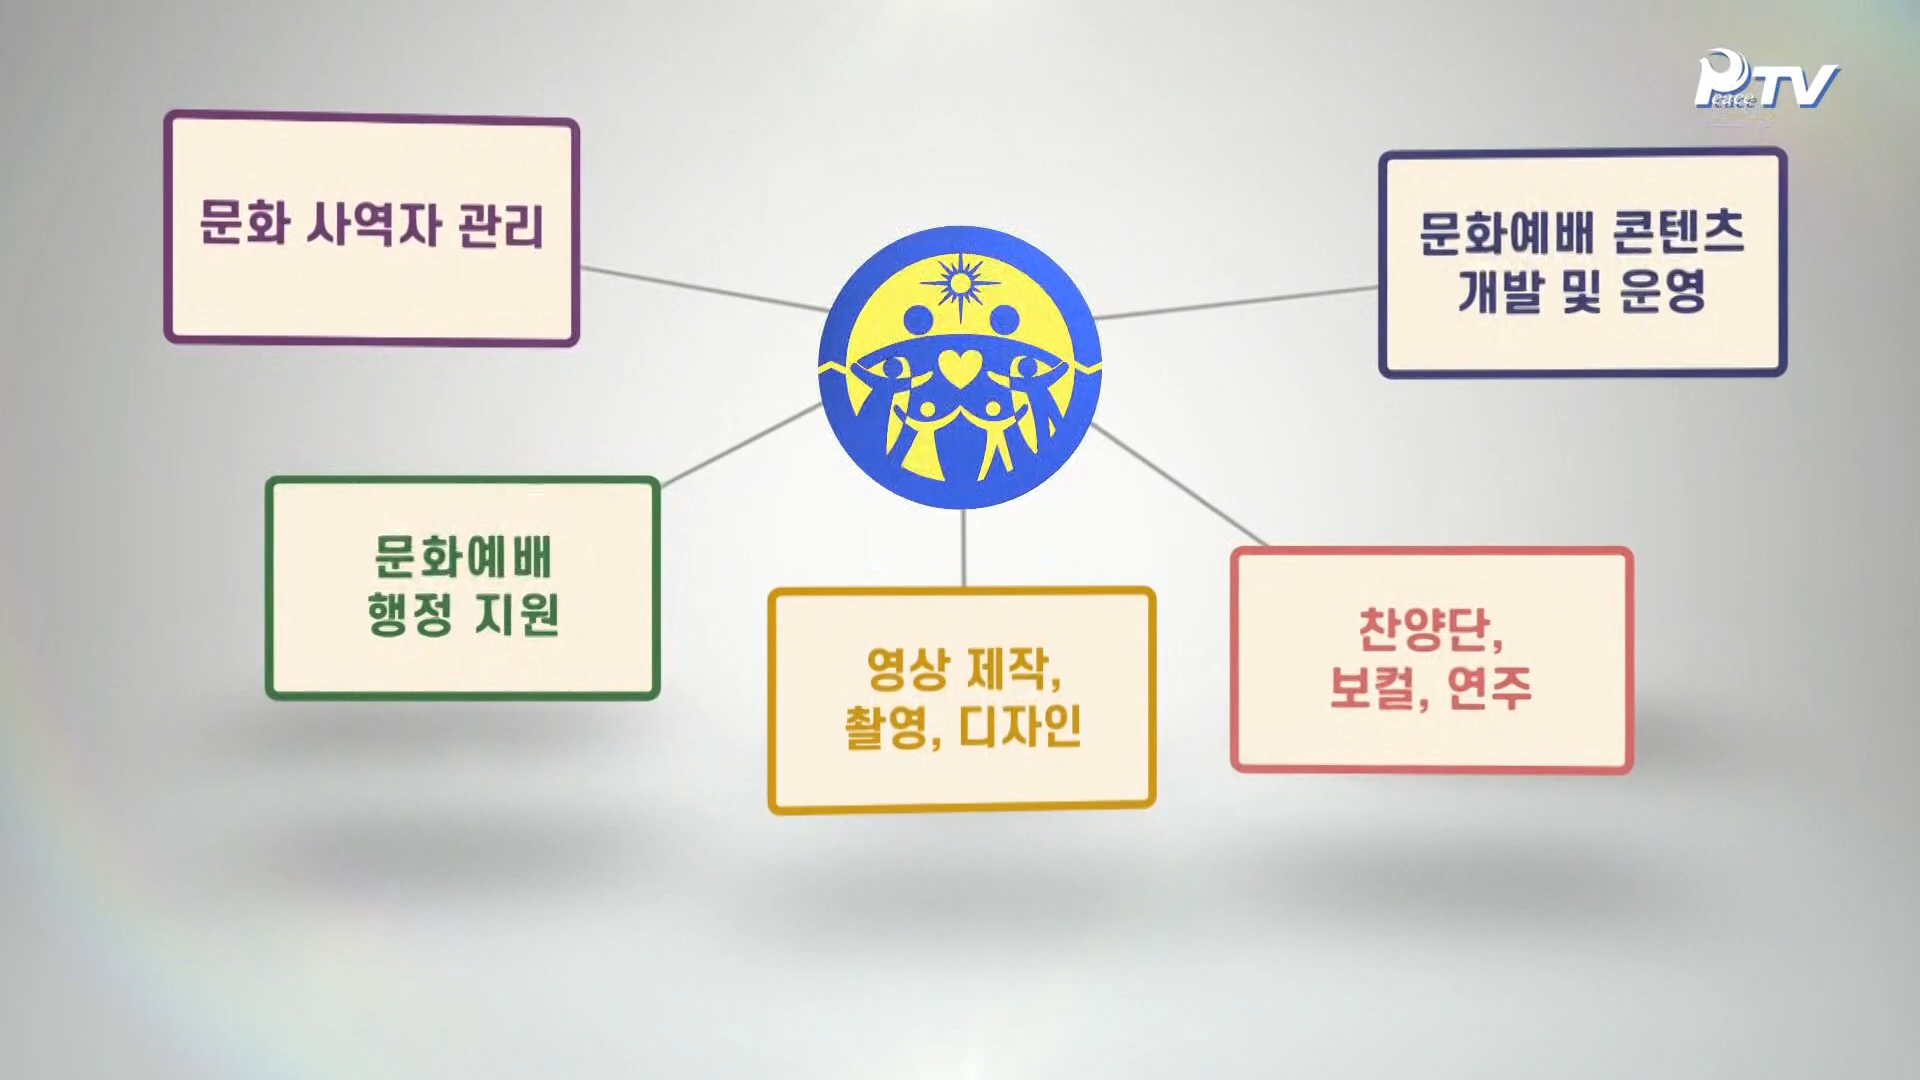 Peace TV
문화 사역자 관리
문화예배 콘텐츠
개발 및 운영
문화예배
행정 지원
영상 제작,
촬영, 디자인
찬양단,
보컬, 연주